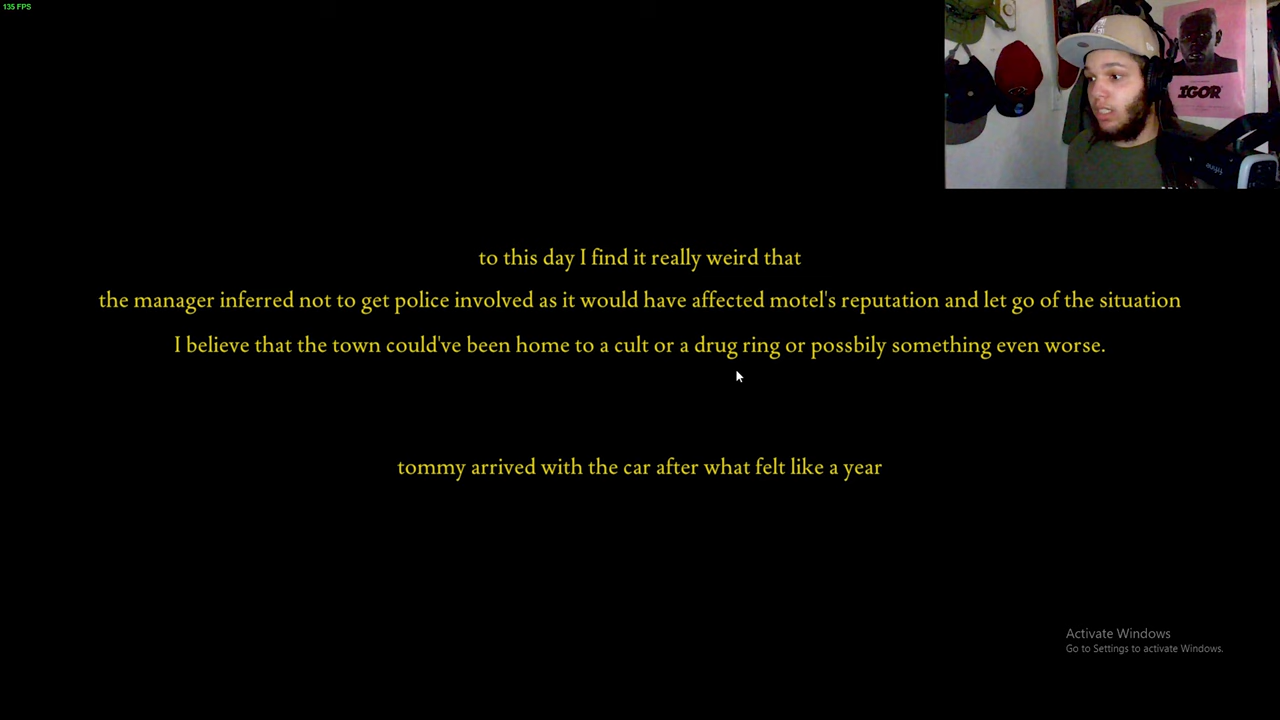 135 FPS
IGOR
to this day I find it really weird that
the manager inferred not to get police involved as it would have affected motel's reputation and let go of the situation
I believe that the town could've been home to a cult or a drug ring or possbily something even worse.
tommy arrived with the car after what felt like a year
Activate Windows
Go to Settings to activate Windows.